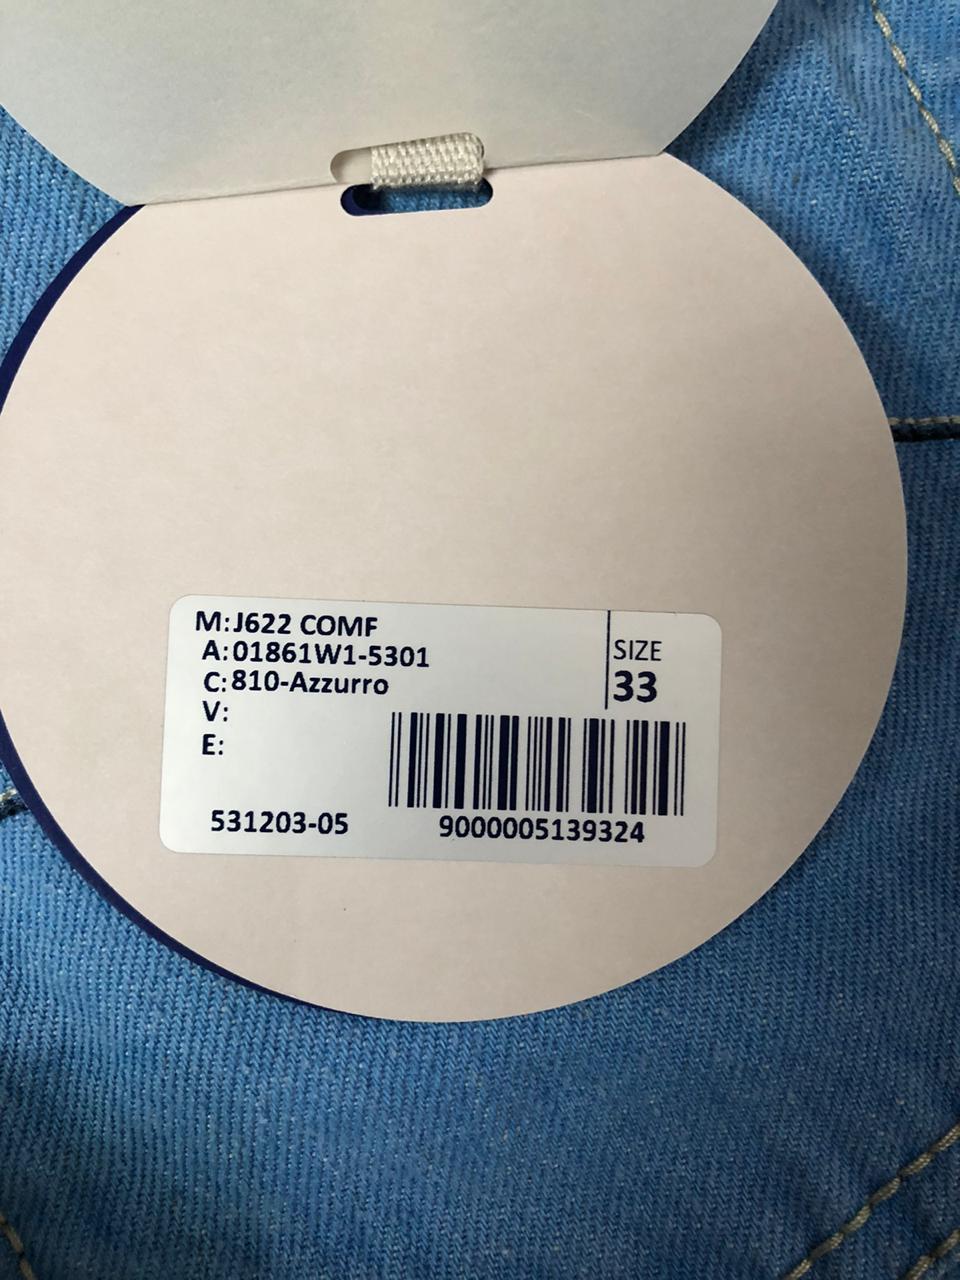 M:J622 COMF
A:01861W1-5301
C:810-Azzurro
V:
E:
SIZE
33
531203-05
9000005139324